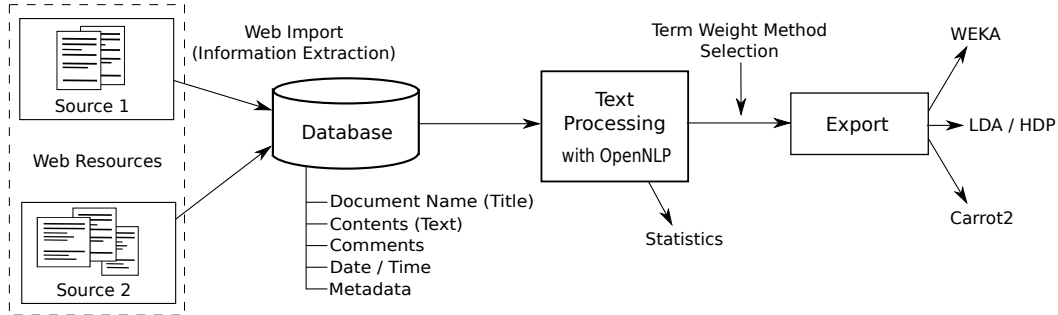 Source 1
Web Resources
Source 2
Web Import
(Information Extraction)
Database
Document Name (Title)
Contents (Text)
Comments
Date / Time
Metadata
Text
Processing
with OpenNLP
Statistics
Term Weight Method
Selection
Export
WEKA
LDA / HDP
Carrot2